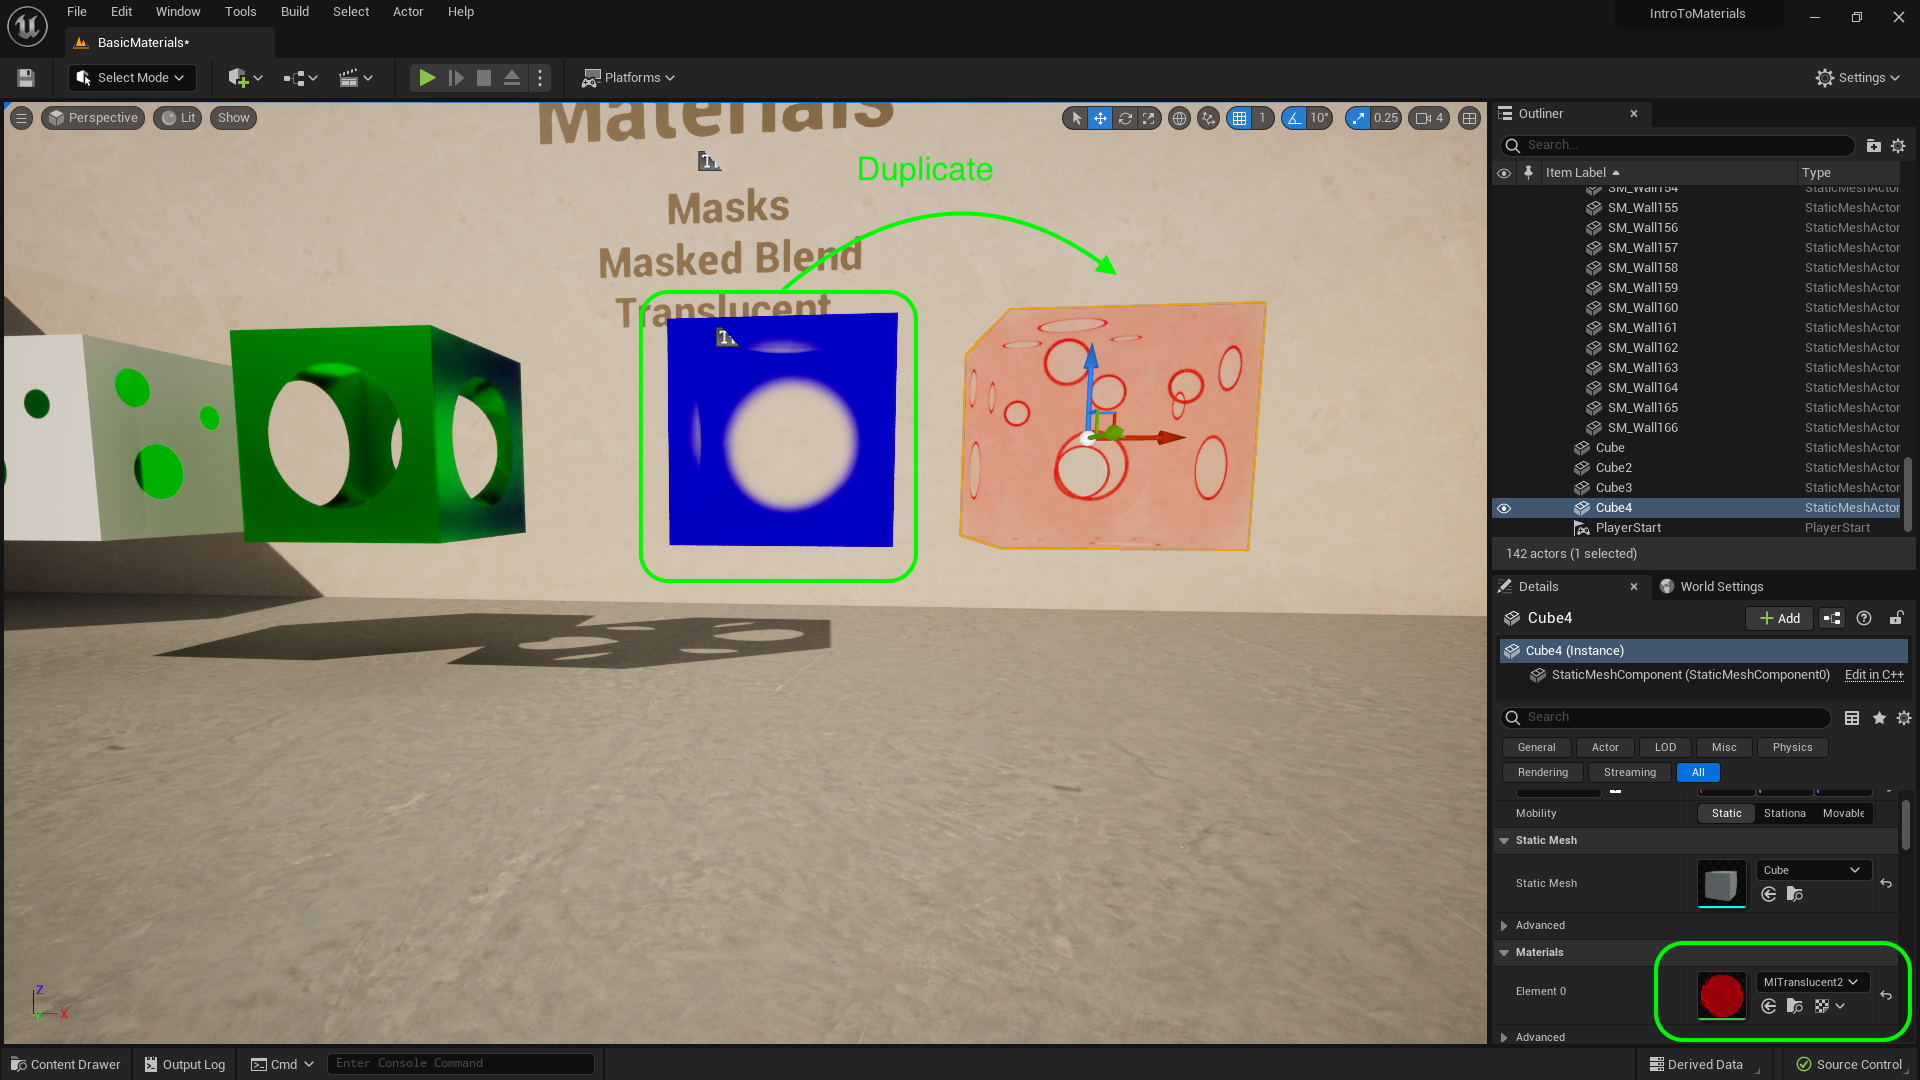 File Edit Window Tools Build Select Actor Help
IntroToMaterials
BasicMaterials*
Select Mode
Platforms
Settings
Perspective
Lit
Show
1
10°
0.25
4
Materials
Duplicate
Masks
Masked Blend
Translucent
Z
X
Outliner
Search...
Item Label
Type
SM_Wall154 StaticMeshActor
SM_Wall155 StaticMeshActor
SM_Wall156 StaticMeshActor
SM_Wall157 StaticMeshActor
SM_Wall158 StaticMeshActor
SM_Wall159 StaticMeshActor
SM_Wall160 StaticMeshActor
SM_Wall161 StaticMeshActor
SM_Wall162 StaticMeshActor
SM_Wall163 StaticMeshActor
SM_Wall164 StaticMeshActor
SM_Wall165 StaticMeshActor
SM_Wall166 StaticMeshActor
Cube StaticMeshActor
Cube2 StaticMeshActor
Cube3 StaticMeshActor
Cube4 StaticMeshActor
PlayerStart PlayerStart
142 actors (1 selected)
Details
World Settings
Cube4
Add
Cube4 (Instance)
StaticMeshComponent (StaticMeshComponent0) Edit in C++
Search
General Actor LOD Misc Physics
Rendering Streaming All
Mobility Static Stationa Movable
Static Mesh
Static Mesh Cube
Advanced
Materials
Element 0 MITranslucent2
Advanced
Content Drawer
Output Log
Cmd
Enter Console Command
Derived Data
Source Control